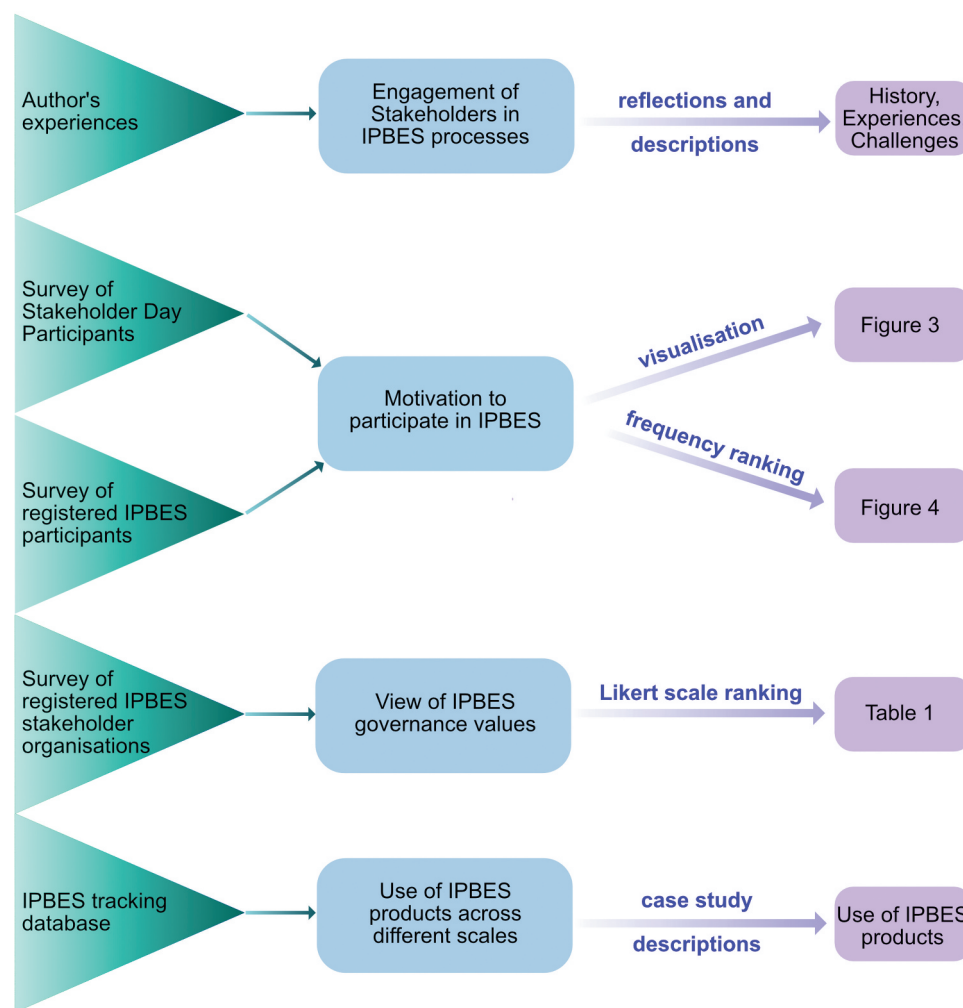 Author's
experiences
Engagement of
Stakeholders in
IPBES processes
reflections and
descriptions
History,
Experiences
Challenges
Survey of
Stakeholder Day
Participants
Survey of
registered IPBES
participants
Motivation to
participate in IPBES
visualisation
Figure 3
frequency ranking
Figure 4
Survey of
registered IPBES
stakeholder
organisations
View of IPBES
governance values
Likert scale ranking
Table 1
IPBES tracking
database
Use of IPBES
products across
different scales
case study
descriptions
Use of IPBES
products